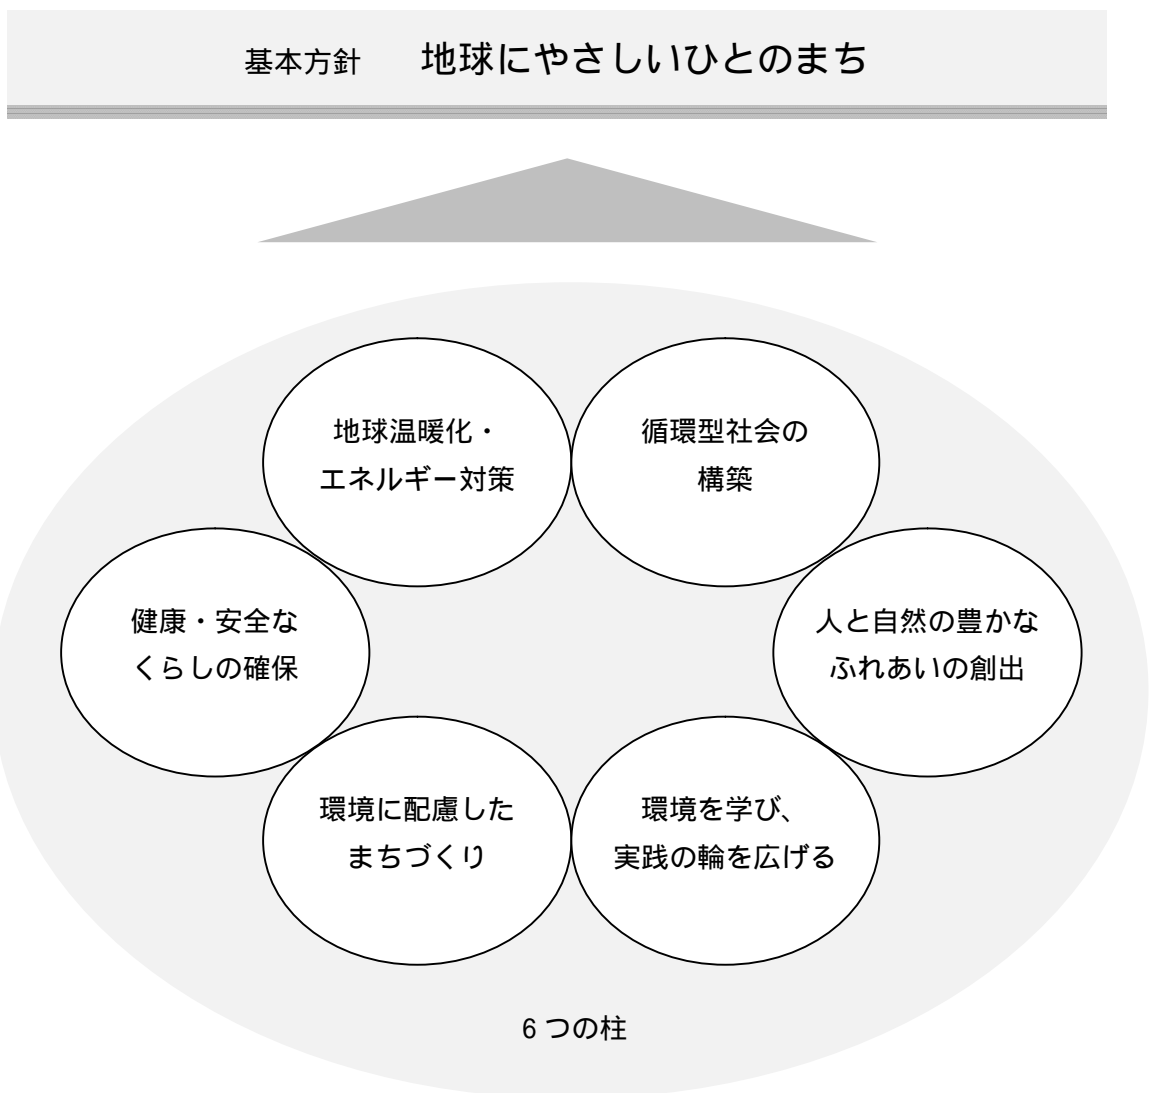 基本方針　地球にやさしいひとのまち
地球温暖化・
エネルギー対策
循環型社会の
構築
健康・安全な
くらしの確保
人と自然の豊かな
ふれあいの創出
環境に配慮した
まちづくり
環境を学び、
実践の輪を広げる
6つの柱